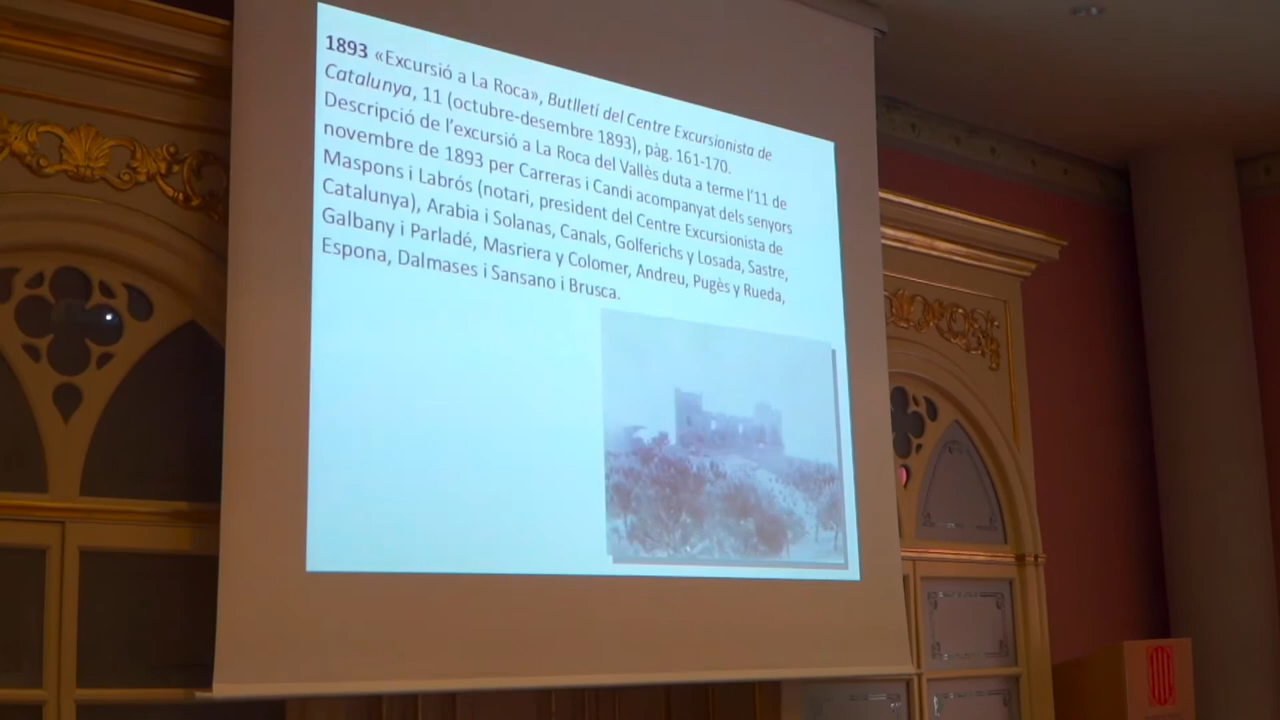 1893 «Excursió a La Roca», Butlletí del Centre Excursionista de
Catalunya, 11 (octubre-desembre 1893), pàg. 161-170.
Descripció de l'excursió a La Roca del Vallès duta a terme l'11 de
novembre de 1893 per Carreras i Candi acompanyat dels senyors
Maspons i Labrós (notari, president del Centre Excursionista de
Catalunya), Arabia i Solanas, Canals, Golferichs y Losada, Sastre,
Galbany i Parladé, Masriera y Colomer, Andreu, Pugès y Rueda,
Espona, Dalmases i Sansano i Brusca.